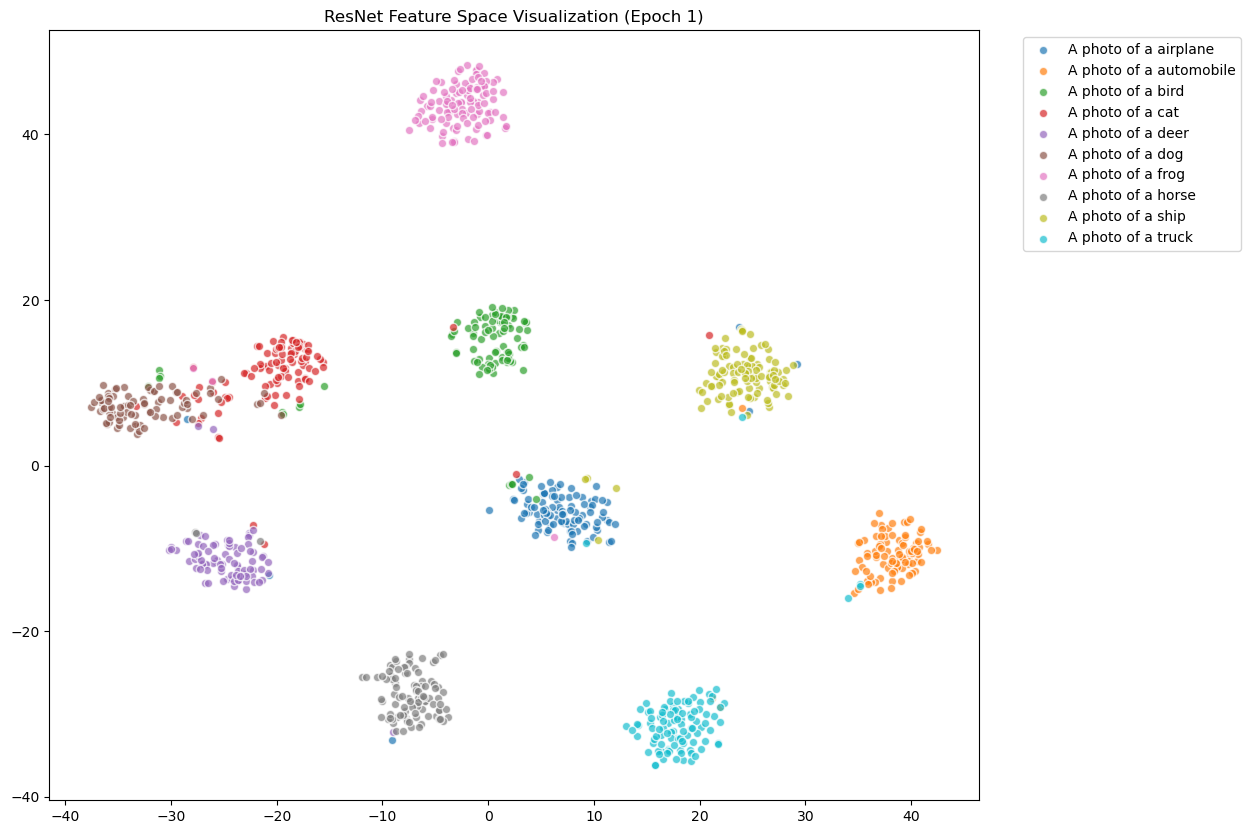 ResNet Feature Space Visualization (Epoch 1)
A photo of a airplane
A photo of a automobile
A photo of a bird
A photo of a cat
A photo of a deer
A photo of a dog
A photo of a frog
A photo of a horse
A photo of a ship
A photo of a truck
40
20
0
−20
−40
−40 −30 −20 −10 0 10 20 30 40